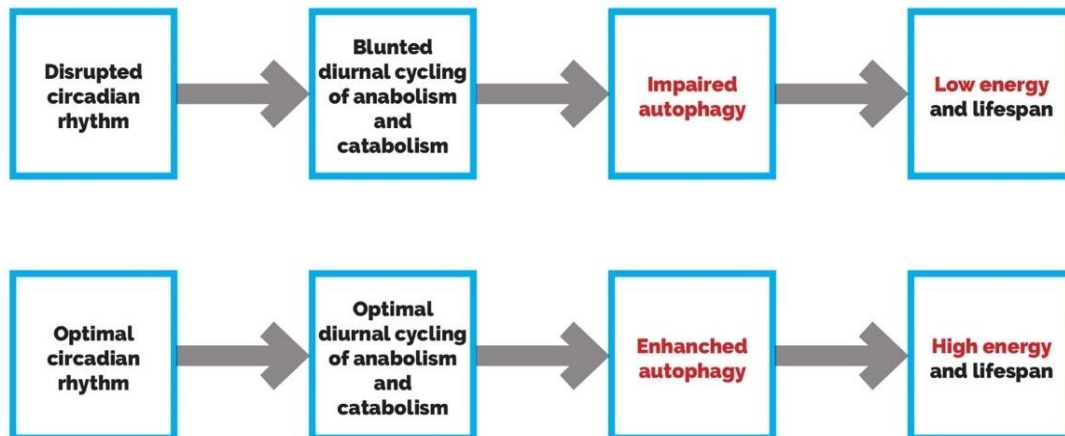 Disrupted
circadian
rhythm
Blunted
diurnal cycling
of anabolism
and
catabolism
Impaired
autophagy
Low energy
and lifespan
Optimal
circadian
rhythm
Optimal
diurnal cycling
of anabolism
and
catabolism
Enhanched
autophagy
High energy
and lifespan